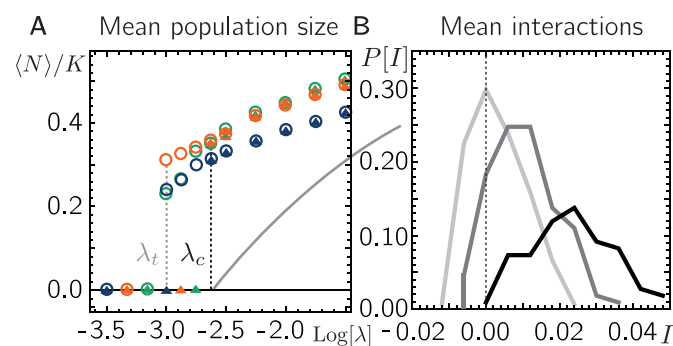 A Mean population size
⟨N⟩/K
0.4
0.2
0.0
λt
λc
-3.5 -3.0 -2.5 -2.0 Log[λ]
B Mean interactions
P[I]
0.30
0.20
0.10
0.00
-0.02 0.00 0.02 0.04 I